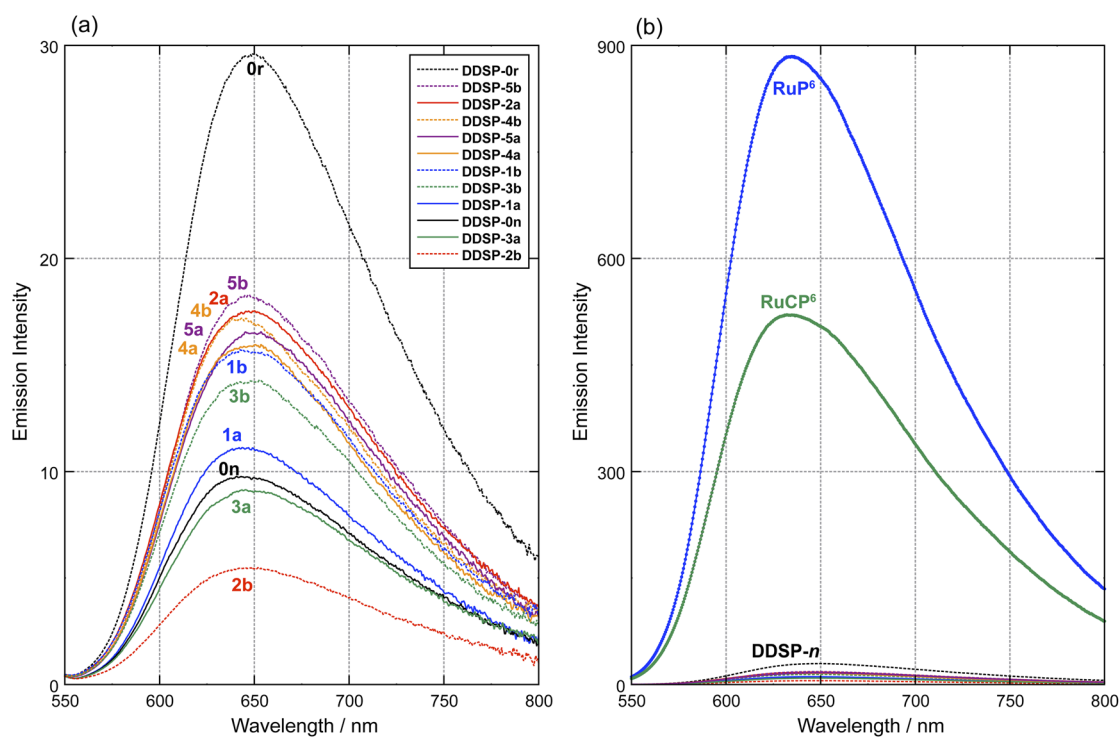 (a)
30
20
10
0
Emission Intensity
550
600
650
700
750
800
Wavelength / nm
0r
5b
2a
4b
5a
4a
1b
3b
1a
0n
3a
2b
DDSP-0r
DDSP-5b
DDSP-2a
DDSP-4b
DDSP-5a
DDSP-4a
DDSP-1b
DDSP-3b
DDSP-1a
DDSP-0n
DDSP-3a
DDSP-2b
(b)
900
600
300
0
Emission Intensity
550
600
650
700
750
800
Wavelength / nm
RuP⁶
RuCP⁶
DDSP-n